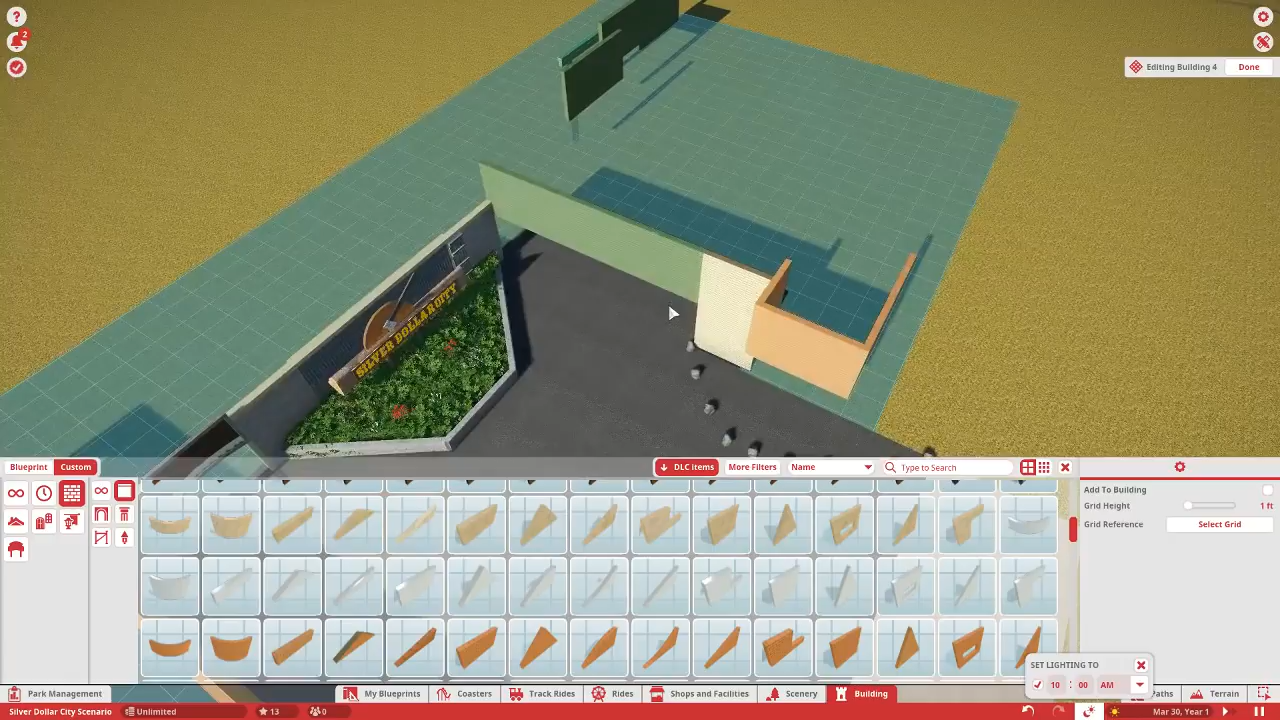 2
Editing Building 4 Done
SILVER DOLLAR CITY
Blueprint Custom
DLC items More Filters Name Type to Search
Add To Building
Grid Height 1 ft
Grid Reference Select Grid
SET LIGHTING TO
10 : 00 AM
Park Management My Blueprints Coasters Track Rides Rides Shops and Facilities Scenery Building Paths Terrain
Silver Dollar City Scenario Unlimited 13 0 Mar 30, Year 1